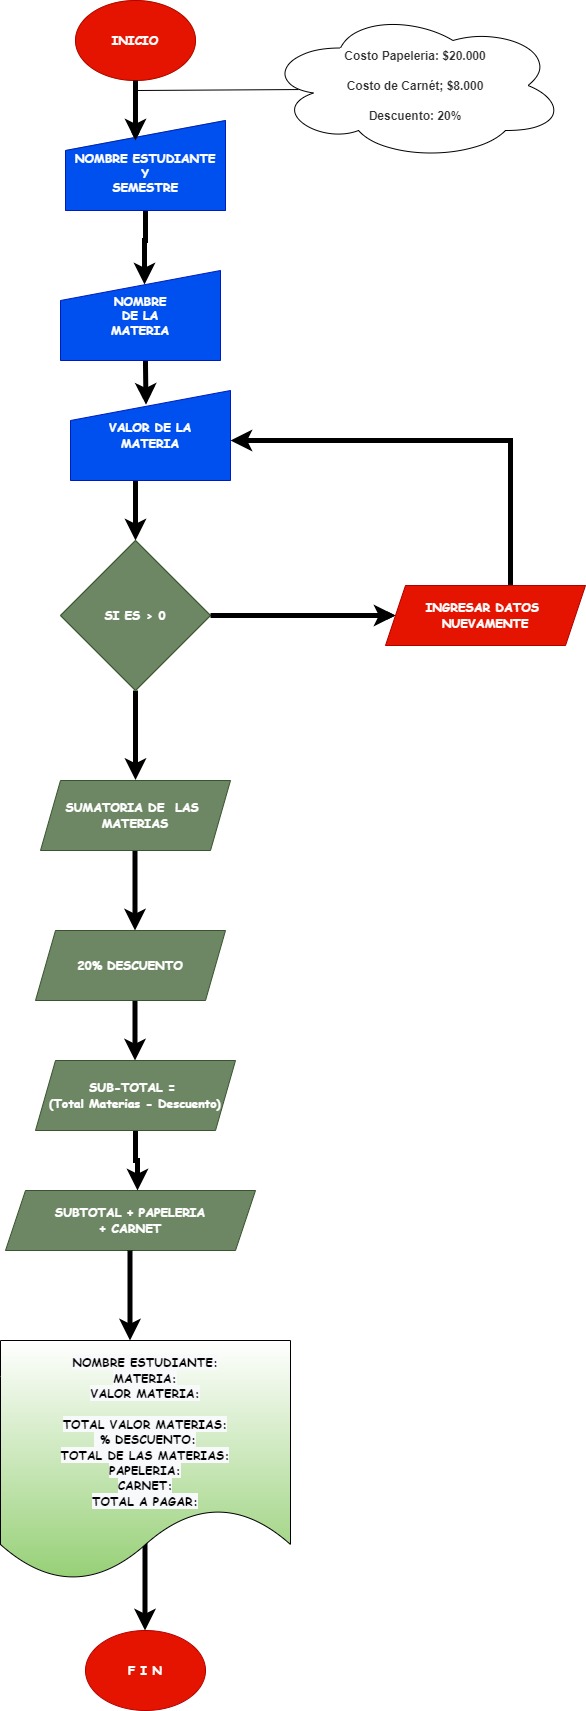 INICIO
Costo Papeleria: $20.000
Costo de Carnét; $8.000
Descuento: 20%
NOMBRE ESTUDIANTE
Y
SEMESTRE
NOMBRE
DE LA
MATERIA
VALOR DE LA
MATERIA
SI ES > 0
INGRESAR DATOS
NUEVAMENTE
SUMATORIA DE LAS
MATERIAS
20% DESCUENTO
SUB-TOTAL =
(Total Materias - Descuento)
SUBTOTAL + PAPELERIA
+ CARNET
NOMBRE ESTUDIANTE:
MATERIA:
VALOR MATERIA:
TOTAL VALOR MATERIAS:
% DESCUENTO:
TOTAL DE LAS MATERIAS:
PAPELERIA:
CARNET:
TOTAL A PAGAR:
F I N